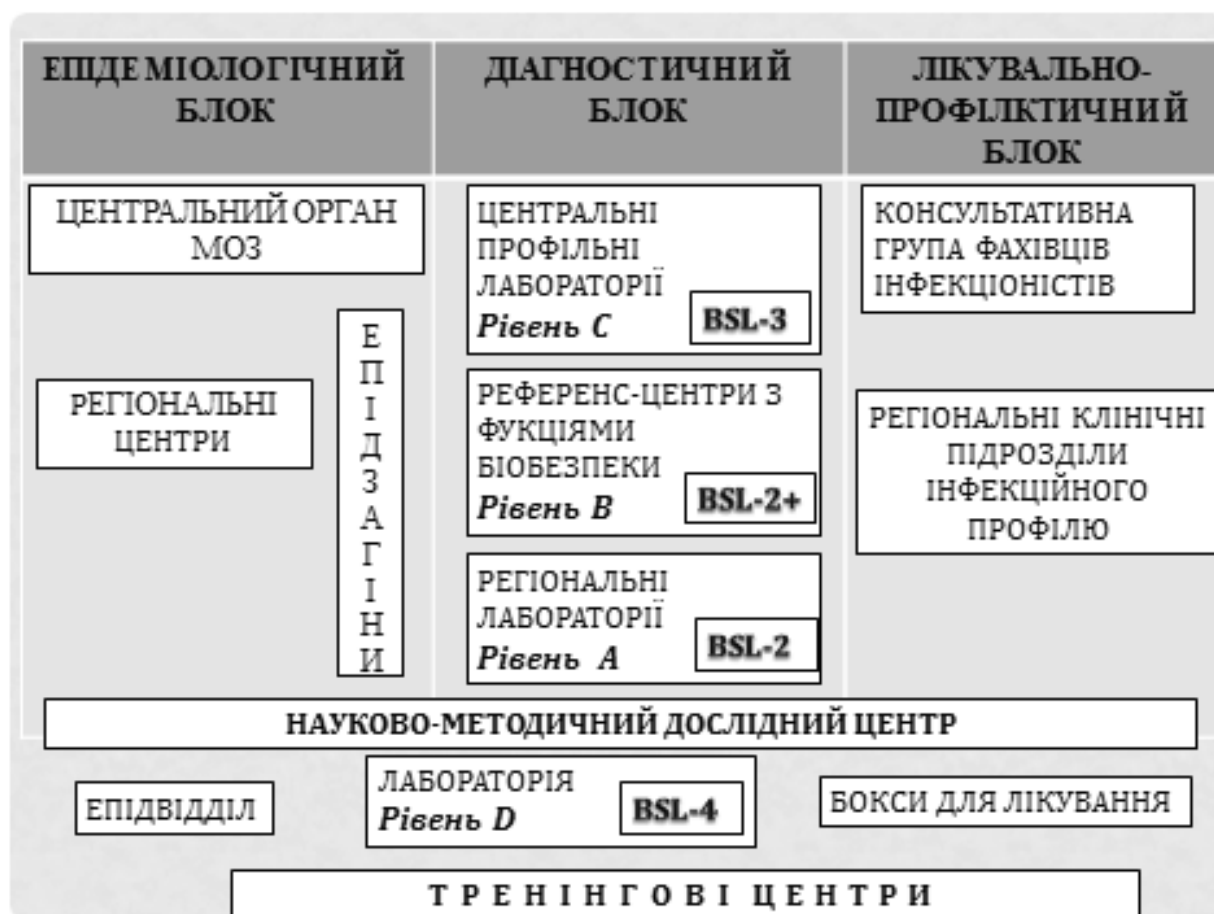 ЕПІДЕМІОЛОГІЧНИЙ
БЛОК
ДІАГНОСТИЧНИЙ
БЛОК
ЛІКУВАЛЬНО-
ПРОФІЛКТИЧНИЙ
БЛОК
ЦЕНТРАЛЬНИЙ ОРГАН
МОЗ
РЕГІОНАЛЬНІ
ЦЕНТРИ
Е
П
І
Д
З
А
Г
І
Н
И
ЦЕНТРАЛЬНІ
ПРОФІЛЬНІ
ЛАБОРАТОРІЇ
Рівень С BSL-3
РЕФЕРЕНС-ЦЕНТРИ З
ФУКЦІЯМИ
БІОБЕЗПЕКИ
Рівень В BSL-2+
РЕГІОНАЛЬНІ
ЛАБОРАТОРІЇ
Рівень А BSL-2
КОНСУЛЬТАТИВНА
ГРУПА ФАХІВЦІВ
ІНФЕКЦІОНІСТІВ
РЕГІОНАЛЬНІ КЛІНІЧНІ
ПІДРОЗДІЛИ
ІНФЕКЦІЙНОГО
ПРОФІЛЮ
НАУКОВО-МЕТОДИЧНИЙ ДОСЛІДНИЙ ЦЕНТР
ЕПІДВІДДІЛ
ЛАБОРАТОРІЯ
Рівень D BSL-4
БОКСИ ДЛЯ ЛІКУВАННЯ
ТРЕНІНГОВІ ЦЕНТРИ